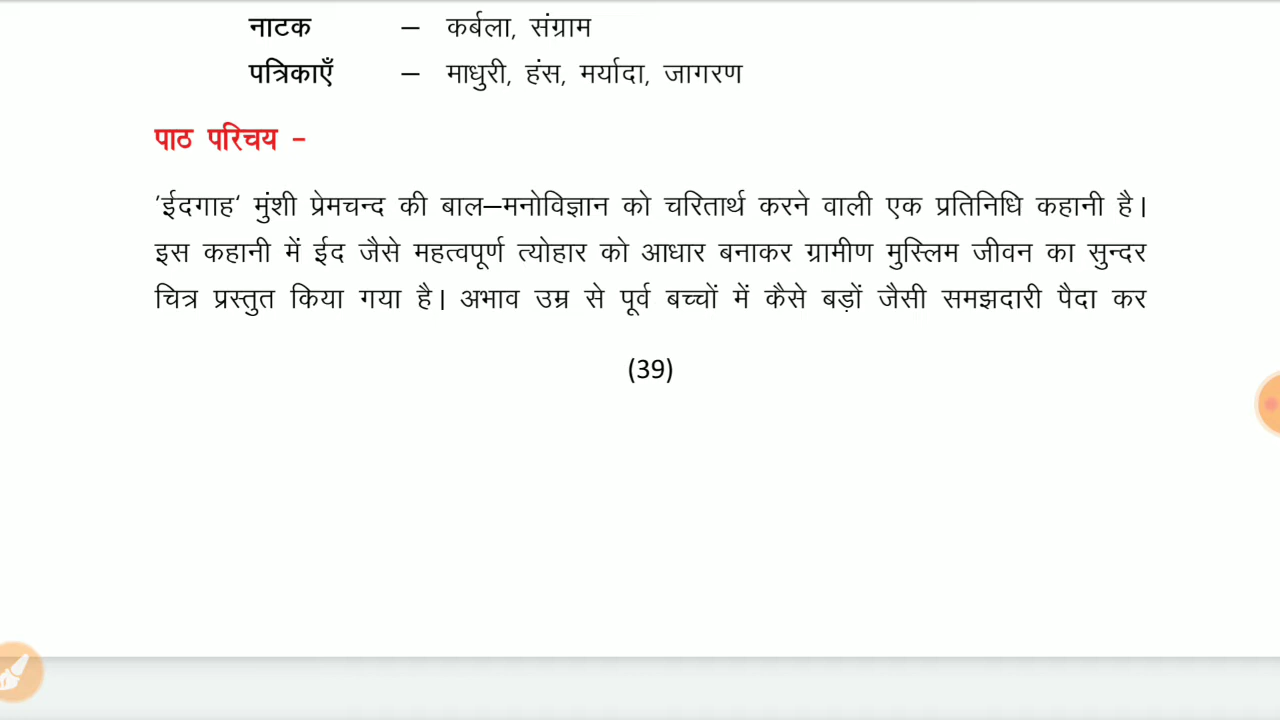 नाटक – कर्बला, संग्राम
पत्रिकाएँ – माधुरी, हंस, मर्यादा, जागरण
पाठ परिचय –
'ईदगाह' मुंशी प्रेमचन्द की बाल–मनोविज्ञान को चरितार्थ करने वाली एक प्रतिनिधि कहानी है।
इस कहानी में ईद जैसे महत्वपूर्ण त्योहार को आधार बनाकर ग्रामीण मुस्लिम जीवन का सुन्दर
चित्र प्रस्तुत किया गया है। अभाव उम्र से पूर्व बच्चों में कैसे बड़ों जैसी समझदारी पैदा कर
(39)